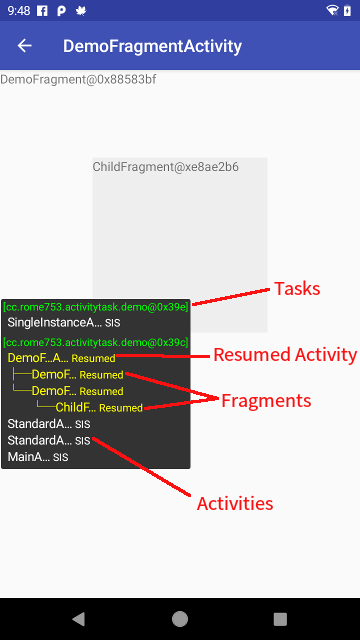 9:48
DemoFragmentActivity
DemoFragment@0x88583bf
ChildFragment@xe8ae2b6
Tasks
[cc.rome753.activitytask.demo@0x39e]
SingleInstanceA... SIS
[cc.rome753.activitytask.demo@0x39c]
DemoF...A... Resumed
Resumed Activity
DemoF... Resumed
DemoF... Resumed
Fragments
ChildF... Resumed
StandardA... SIS
StandardA... SIS
MainA... SIS
Activities